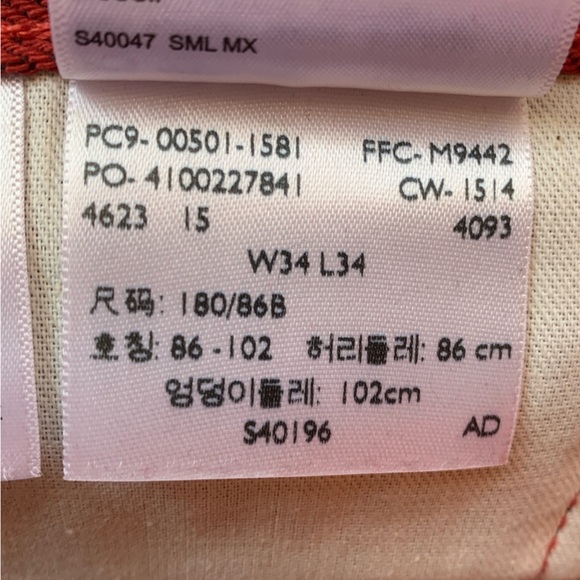 S40047 SML MX
PC9-00501-1581 FFC-M9442
PO-4100227841 CW-1514
4623 15 4093
W34 L34
尺码: 180/86B
호칭: 86-102 허리둘레: 86 cm
엉덩이둘레: 102cm
S40196 AD